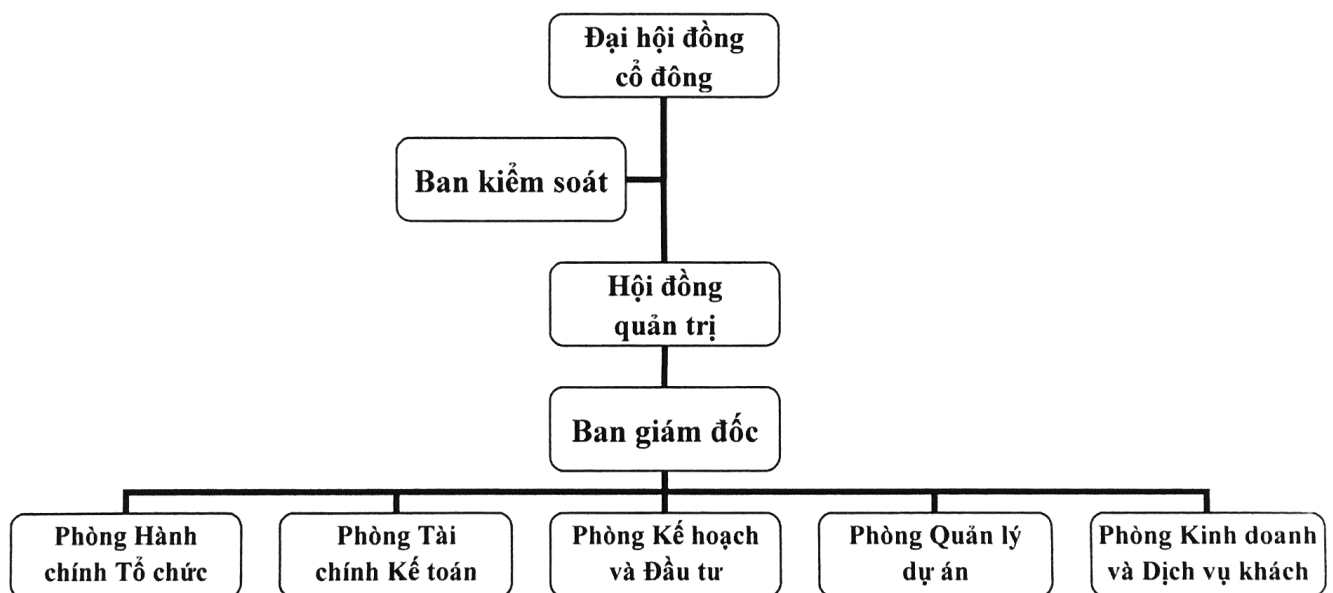 Đại hội đồng
cổ đông
Ban kiểm soát
Hội đồng
quản trị
Ban giám đốc
Phòng Hành
chính Tổ chức
Phòng Tài
chính Kế toán
Phòng Kế hoạch
và Đầu tư
Phòng Quản lý
dự án
Phòng Kinh doanh
và Dịch vụ khách